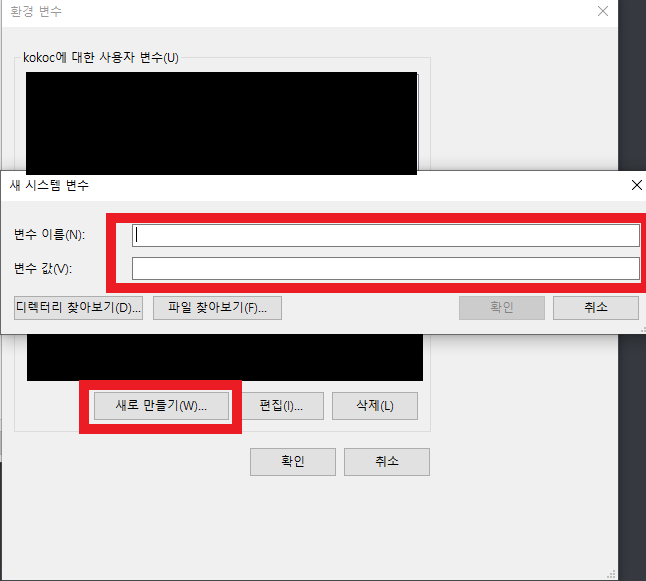 환경 변수
kokoc에 대한 사용자 변수(U)
새 시스템 변수
변수 이름(N):
변수 값(V):
디렉터리 찾아보기(D)... 파일 찾아보기(F)... 확인 취소
새로 만들기(W)... 편집(I)... 삭제(L)
확인 취소